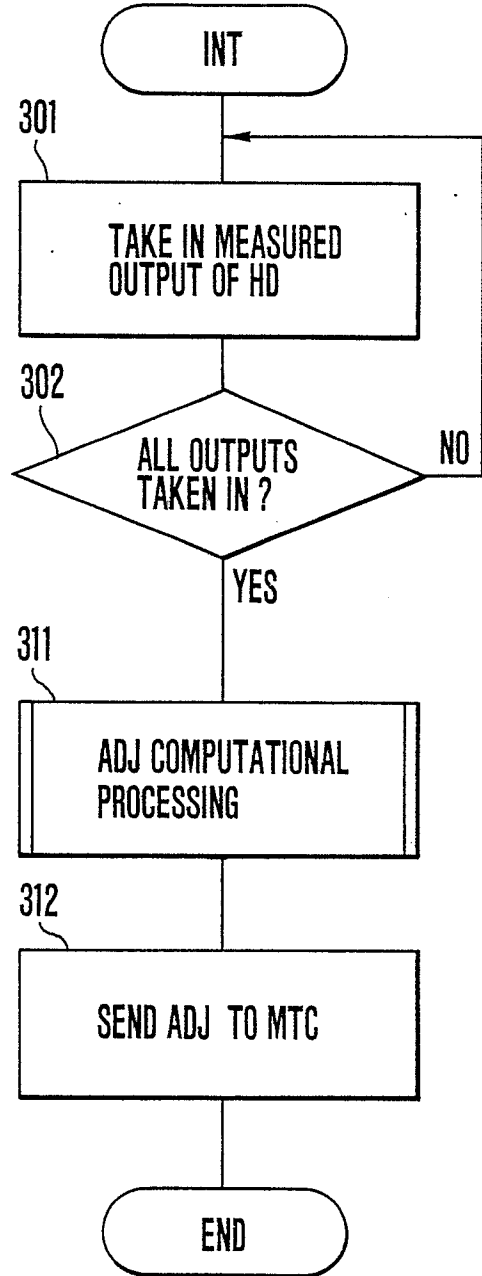 INT
301
TAKE IN MEASURED
OUTPUT OF HD
302
ALL OUTPUTS
TAKEN IN ?
NO
YES
311
ADJ COMPUTATIONAL
PROCESSING
312
SEND ADJ TO MTC
END